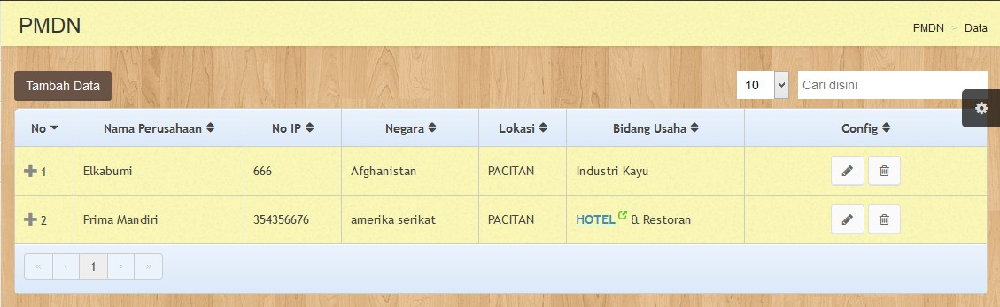 PMDN
PMDN > Data
Tambah Data
10 Cari disini
No Nama Perusahaan No IP Negara Lokasi Bidang Usaha Config
1 Elkabumi 666 Afghanistan PACITAN Industri Kayu
2 Prima Mandiri 354356676 amerika serikat PACITAN HOTEL & Restoran
« ‹ 1 › »